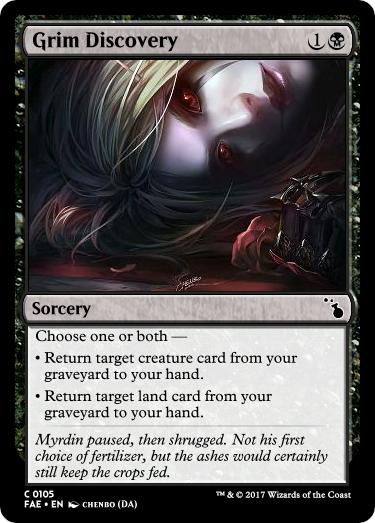 Grim Discovery 1
CHENBO
Sorcery
Choose one or both —
• Return target creature card from your
graveyard to your hand.
• Return target land card from your
graveyard to your hand.
Myrdin paused, then shrugged. Not his first
choice of fertilizer, but the ashes would certainly
still keep the crops fed.
C 0105
FAE • EN CHENBO (DA)
™ & © 2017 Wizards of the Coast